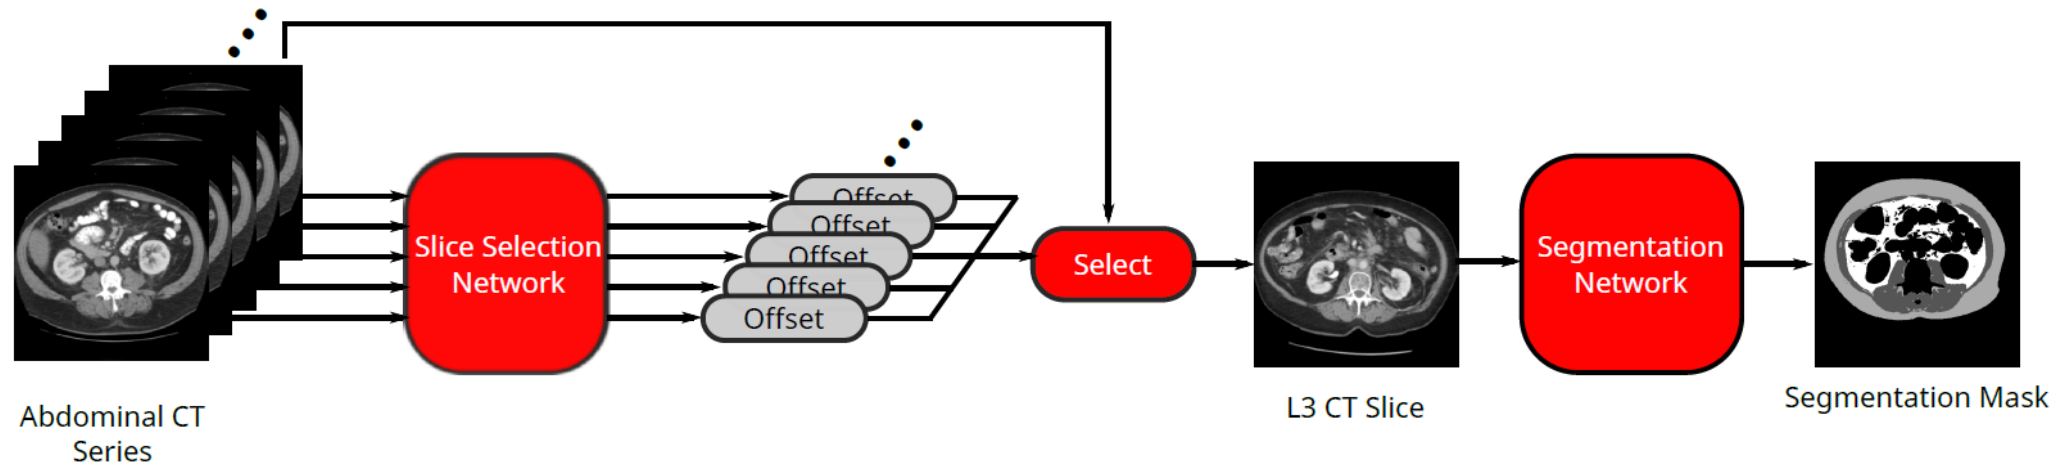 Abdominal CT
Series
Slice Selection
Network
Offset
Offset
Offset
Offset
Offset
Select
L3 CT Slice
Segmentation
Network
Segmentation Mask